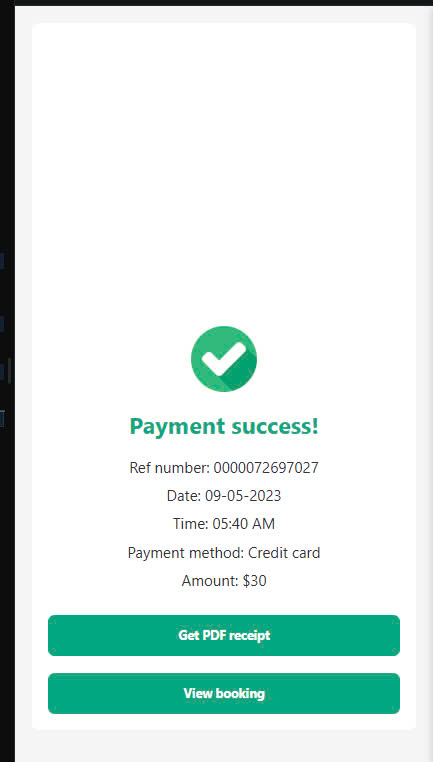 Payment success!
Ref number: 0000072697027
Date: 09-05-2023
Time: 05:40 AM
Payment method: Credit card
Amount: $30
Get PDF receipt
View booking